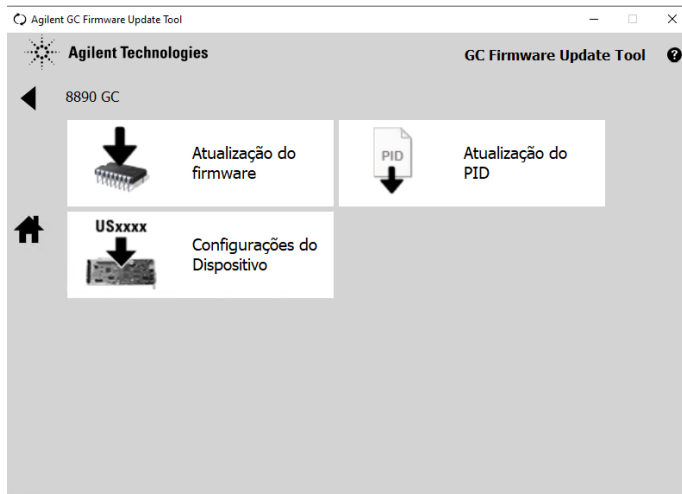 Agilent GC Firmware Update Tool
Agilent Technologies
GC Firmware Update Tool ?
8890 GC
Atualização do
firmware
PID
Atualização do
PID
USxxxx
Configurações do
Dispositivo